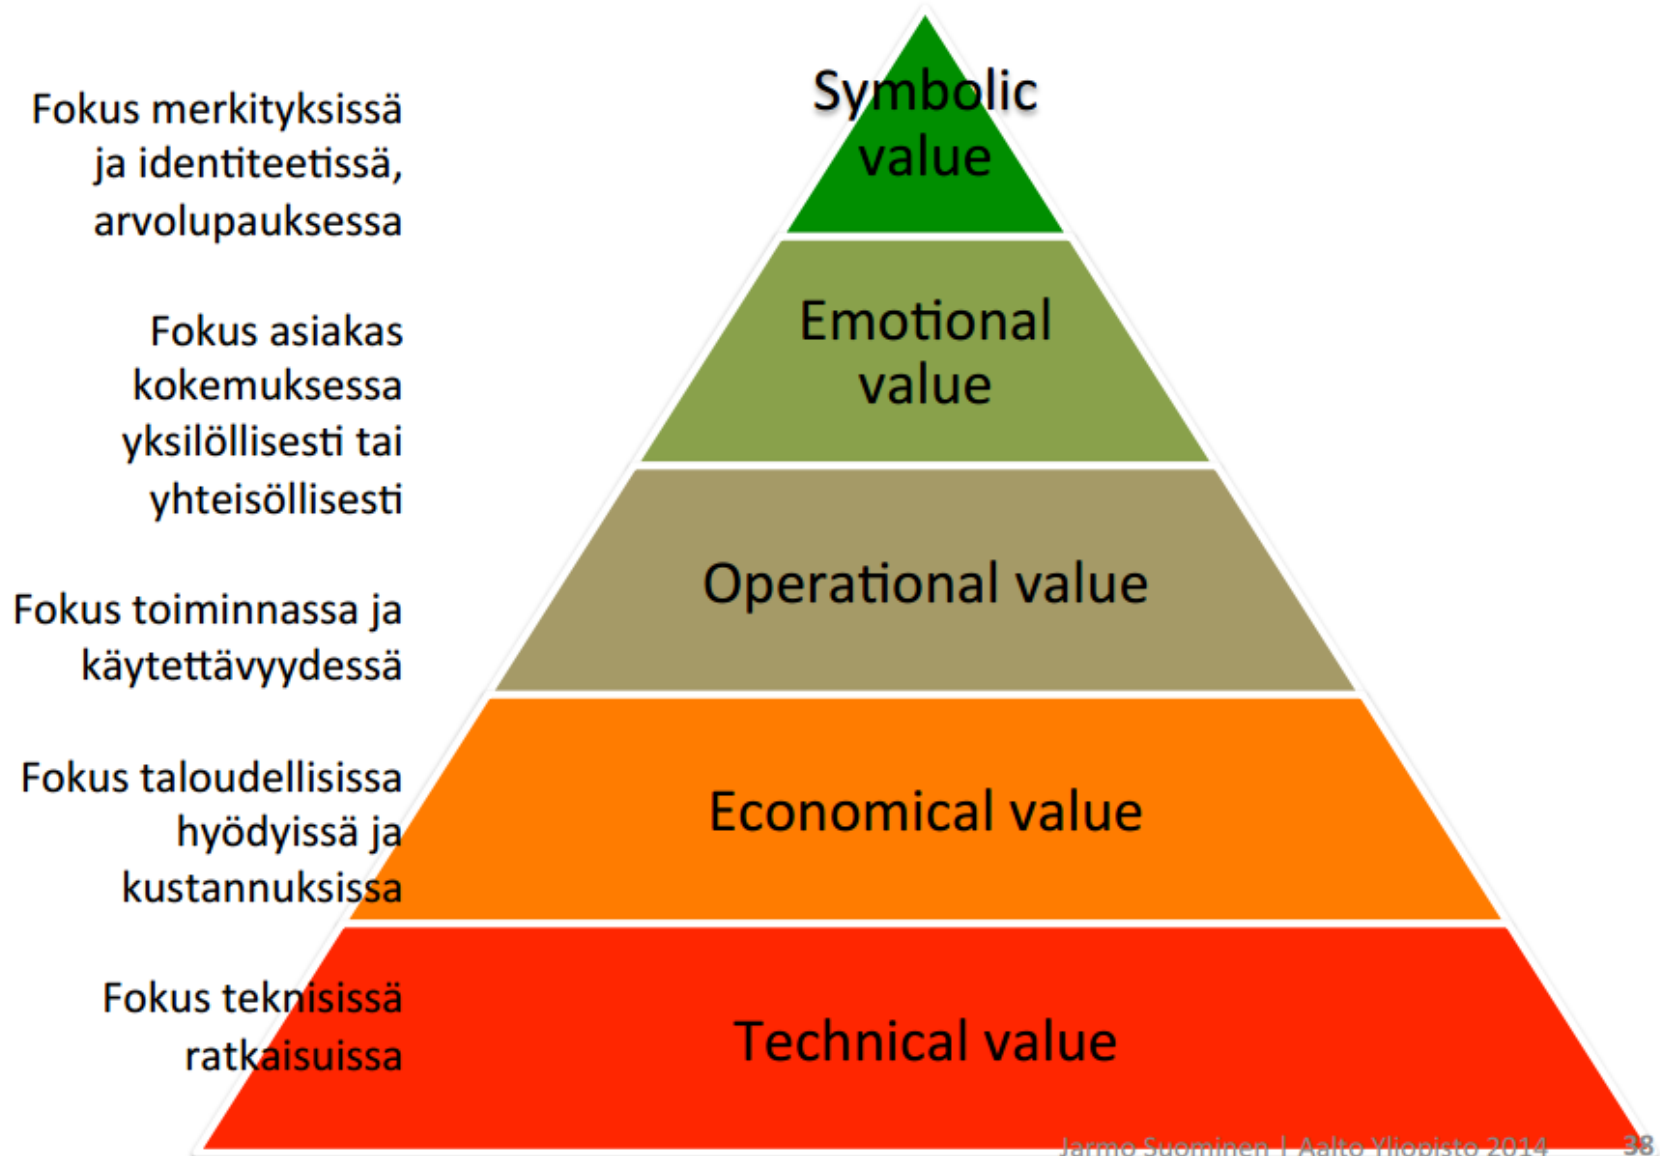 Fokus merkityksissä
ja identiteetissä,
arvolupauksessa
Symbolic
value
Fokus asiakas
kokemuksessa
yksilöllisesti tai
yhteisöllisesti
Emotional
value
Fokus toiminnassa ja
käytettävyydessä
Operational value
Fokus taloudellisissa
hyödyissä ja
kustannuksissa
Economical value
Fokus teknisissä
ratkaisuissa
Technical value
Jarmo Suominen | Aalto Yliopisto 2014 38